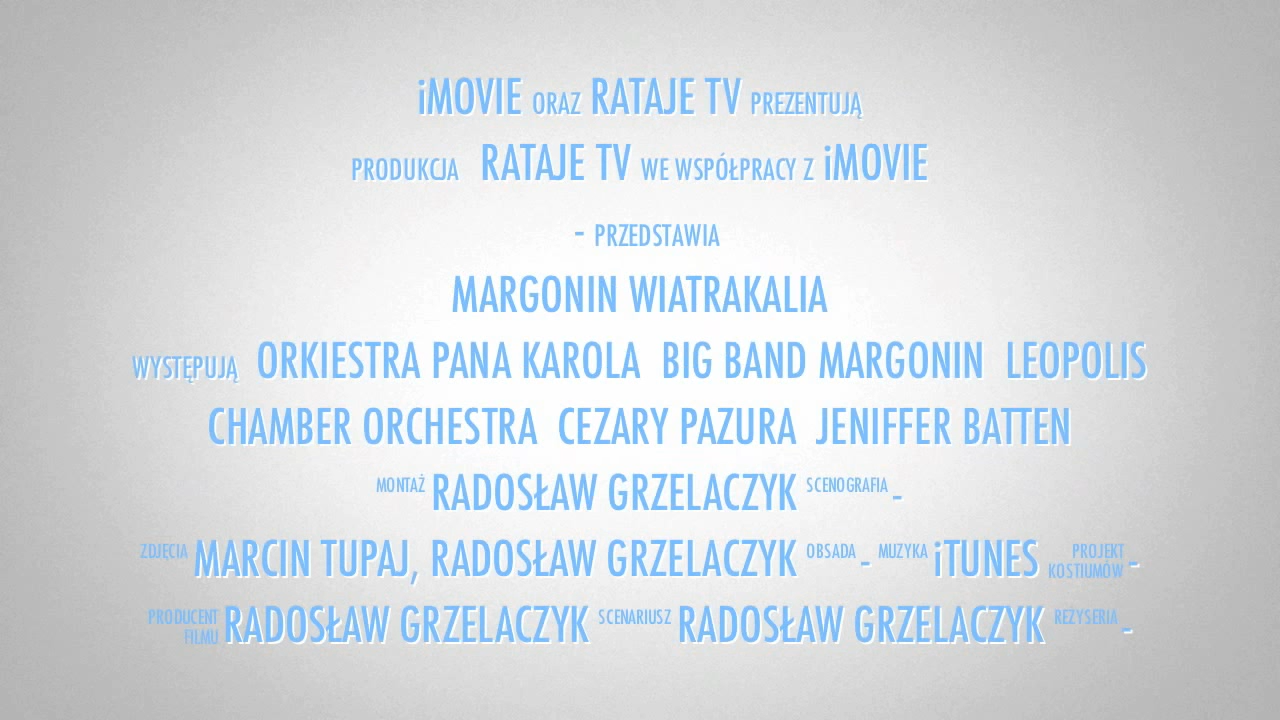 iMOVIE ORAZ RATAJE TV PREZENTUJĄ
PRODUKCJA RATAJE TV WE WSPÓŁPRACY Z iMOVIE
- PRZEDSTAWIA
MARGONIN WIATRAKALIA
WYSTĘPUJĄ ORKIESTRA PANA KAROLA BIG BAND MARGONIN LEOPOLIS
CHAMBER ORCHESTRA CEZARY PAZURA JENIFFER BATTEN
MONTAŻ RADOSŁAW GRZELACZYK SCENOGRAFIA -
ZDJĘCIA MARCIN TUPAJ, RADOSŁAW GRZELACZYK OBSADA - MUZYKA iTUNES PROJEKT KOSTIUMÓW -
PRODUCENT FILMU RADOSŁAW GRZELACZYK SCENARIUSZ RADOSŁAW GRZELACZYK REŻYSERIA -